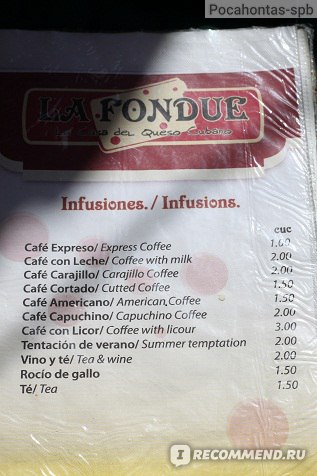 Pocahontas-spb
LA FONDUE
La Casa del Queso Cubano
Infusiones./ Infusions.
cuc
Café Expreso/ Express Coffee 1.00
Café con Leche/ Coffee with milk 2.00
Café Carajillo/ Carajillo Coffee 2.00
Café Cortado/ Cutted Coffee 1.50
Café Americano/ American,Coffee 1.50
Café Capuchino/ Capuchino Coffee 2.00
Café con Licor/ Coffee with licour 3.00
Tentación de verano/ Summer temptation 2.00
Vino y té/ Tea & wine 2.00
Rocío de gallo 1.50
Té/ Tea 1.50
I RECOMMEND.RU